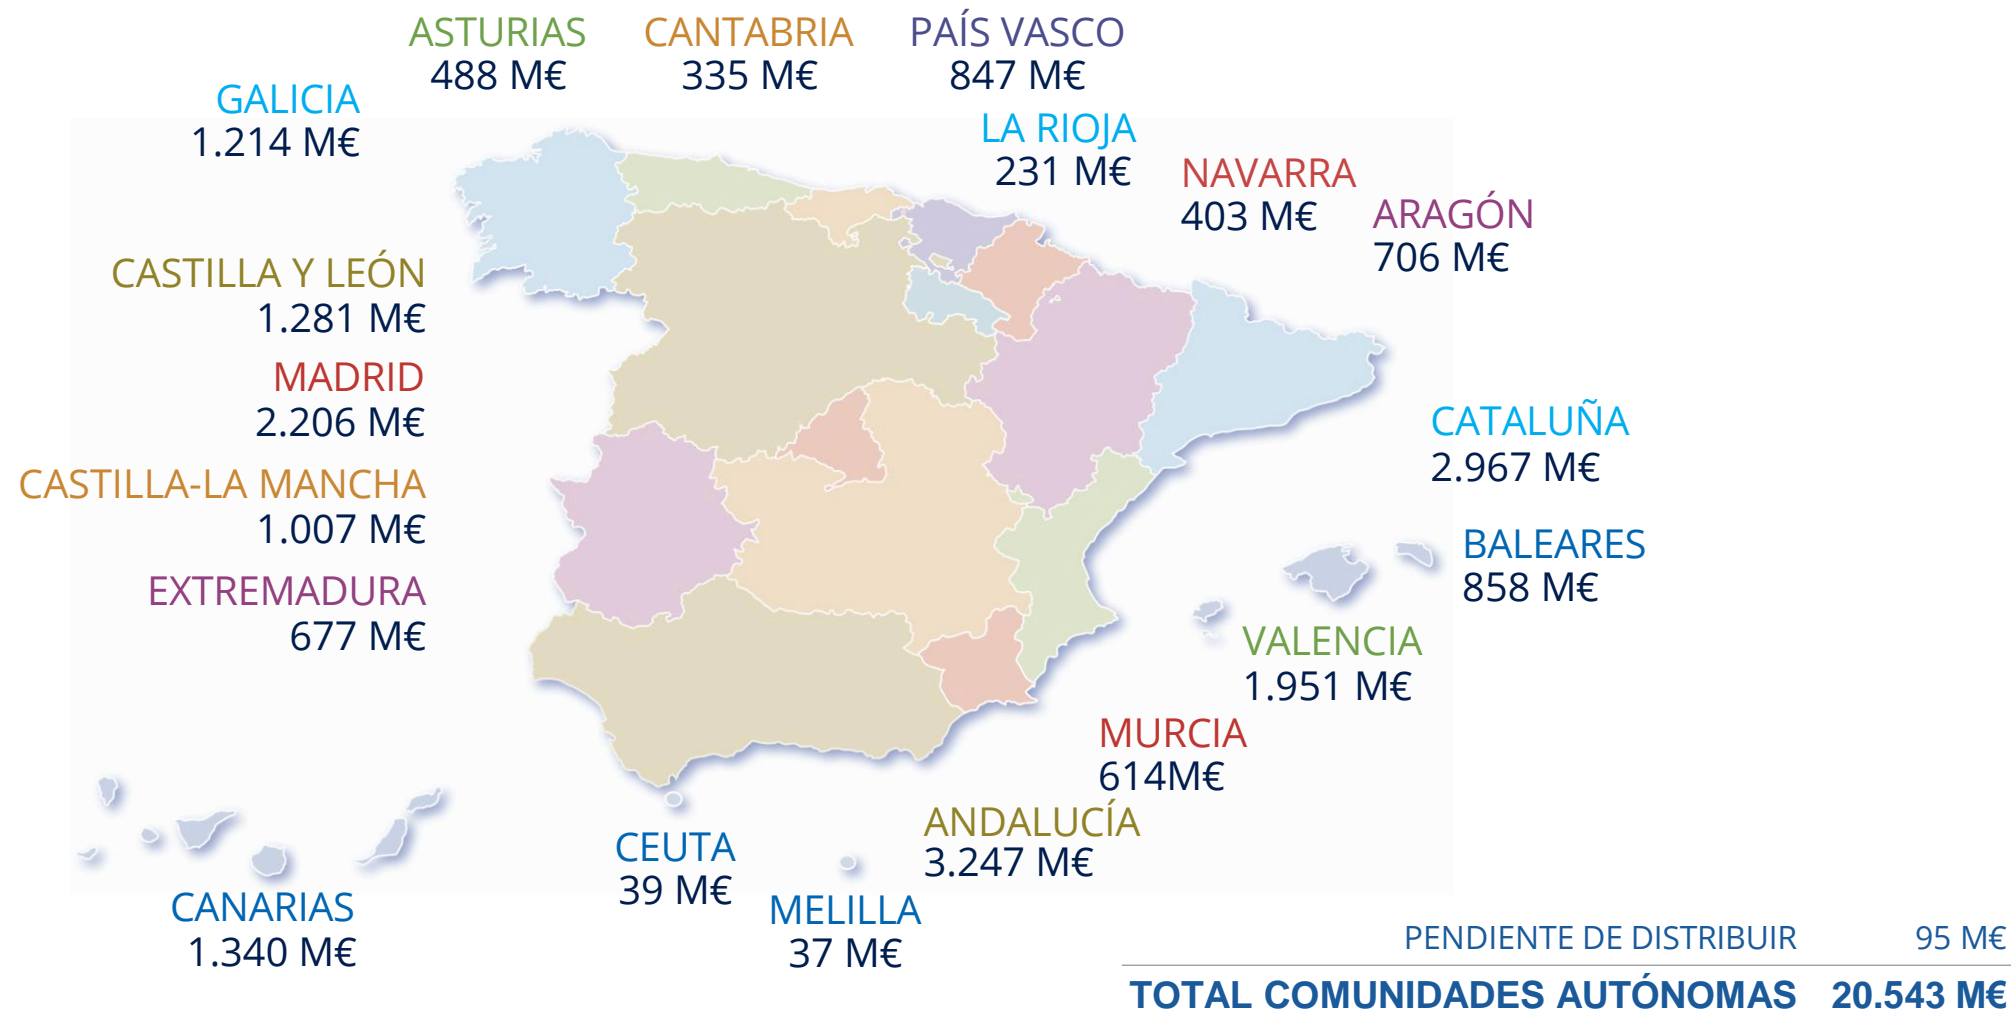 ASTURIAS
488 M€
CANTABRIA
335 M€
PAÍS VASCO
847 M€
GALICIA
1.214 M€
LA RIOJA
231 M€
NAVARRA
403 M€
ARAGÓN
706 M€
CASTILLA Y LEÓN
1.281 M€
MADRID
2.206 M€
CATALUÑA
2.967 M€
CASTILLA-LA MANCHA
1.007 M€
BALEARES
858 M€
EXTREMADURA
677 M€
VALENCIA
1.951 M€
MURCIA
614M€
ANDALUCÍA
3.247 M€
CEUTA
39 M€
MELILLA
37 M€
CANARIAS
1.340 M€
PENDIENTE DE DISTRIBUIR 95 M€
TOTAL COMUNIDADES AUTÓNOMAS 20.543 M€